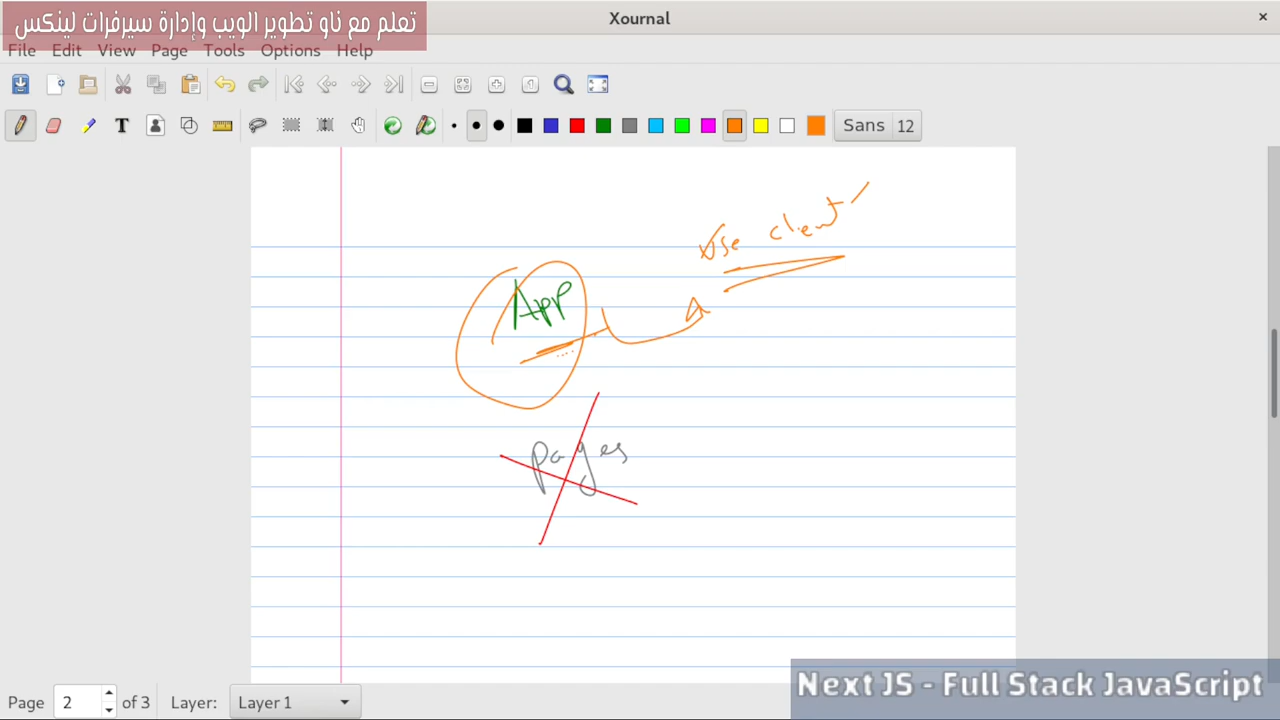 تعلم مع ناو تطوير الويب وإدارة سيرفرات لينكس
Xournal
File Edit View Page Tools Options Help
T Sans 12
Use client
App
pages
Page 2 of 3 Layer: Layer 1
Next JS - Full Stack JavaScript